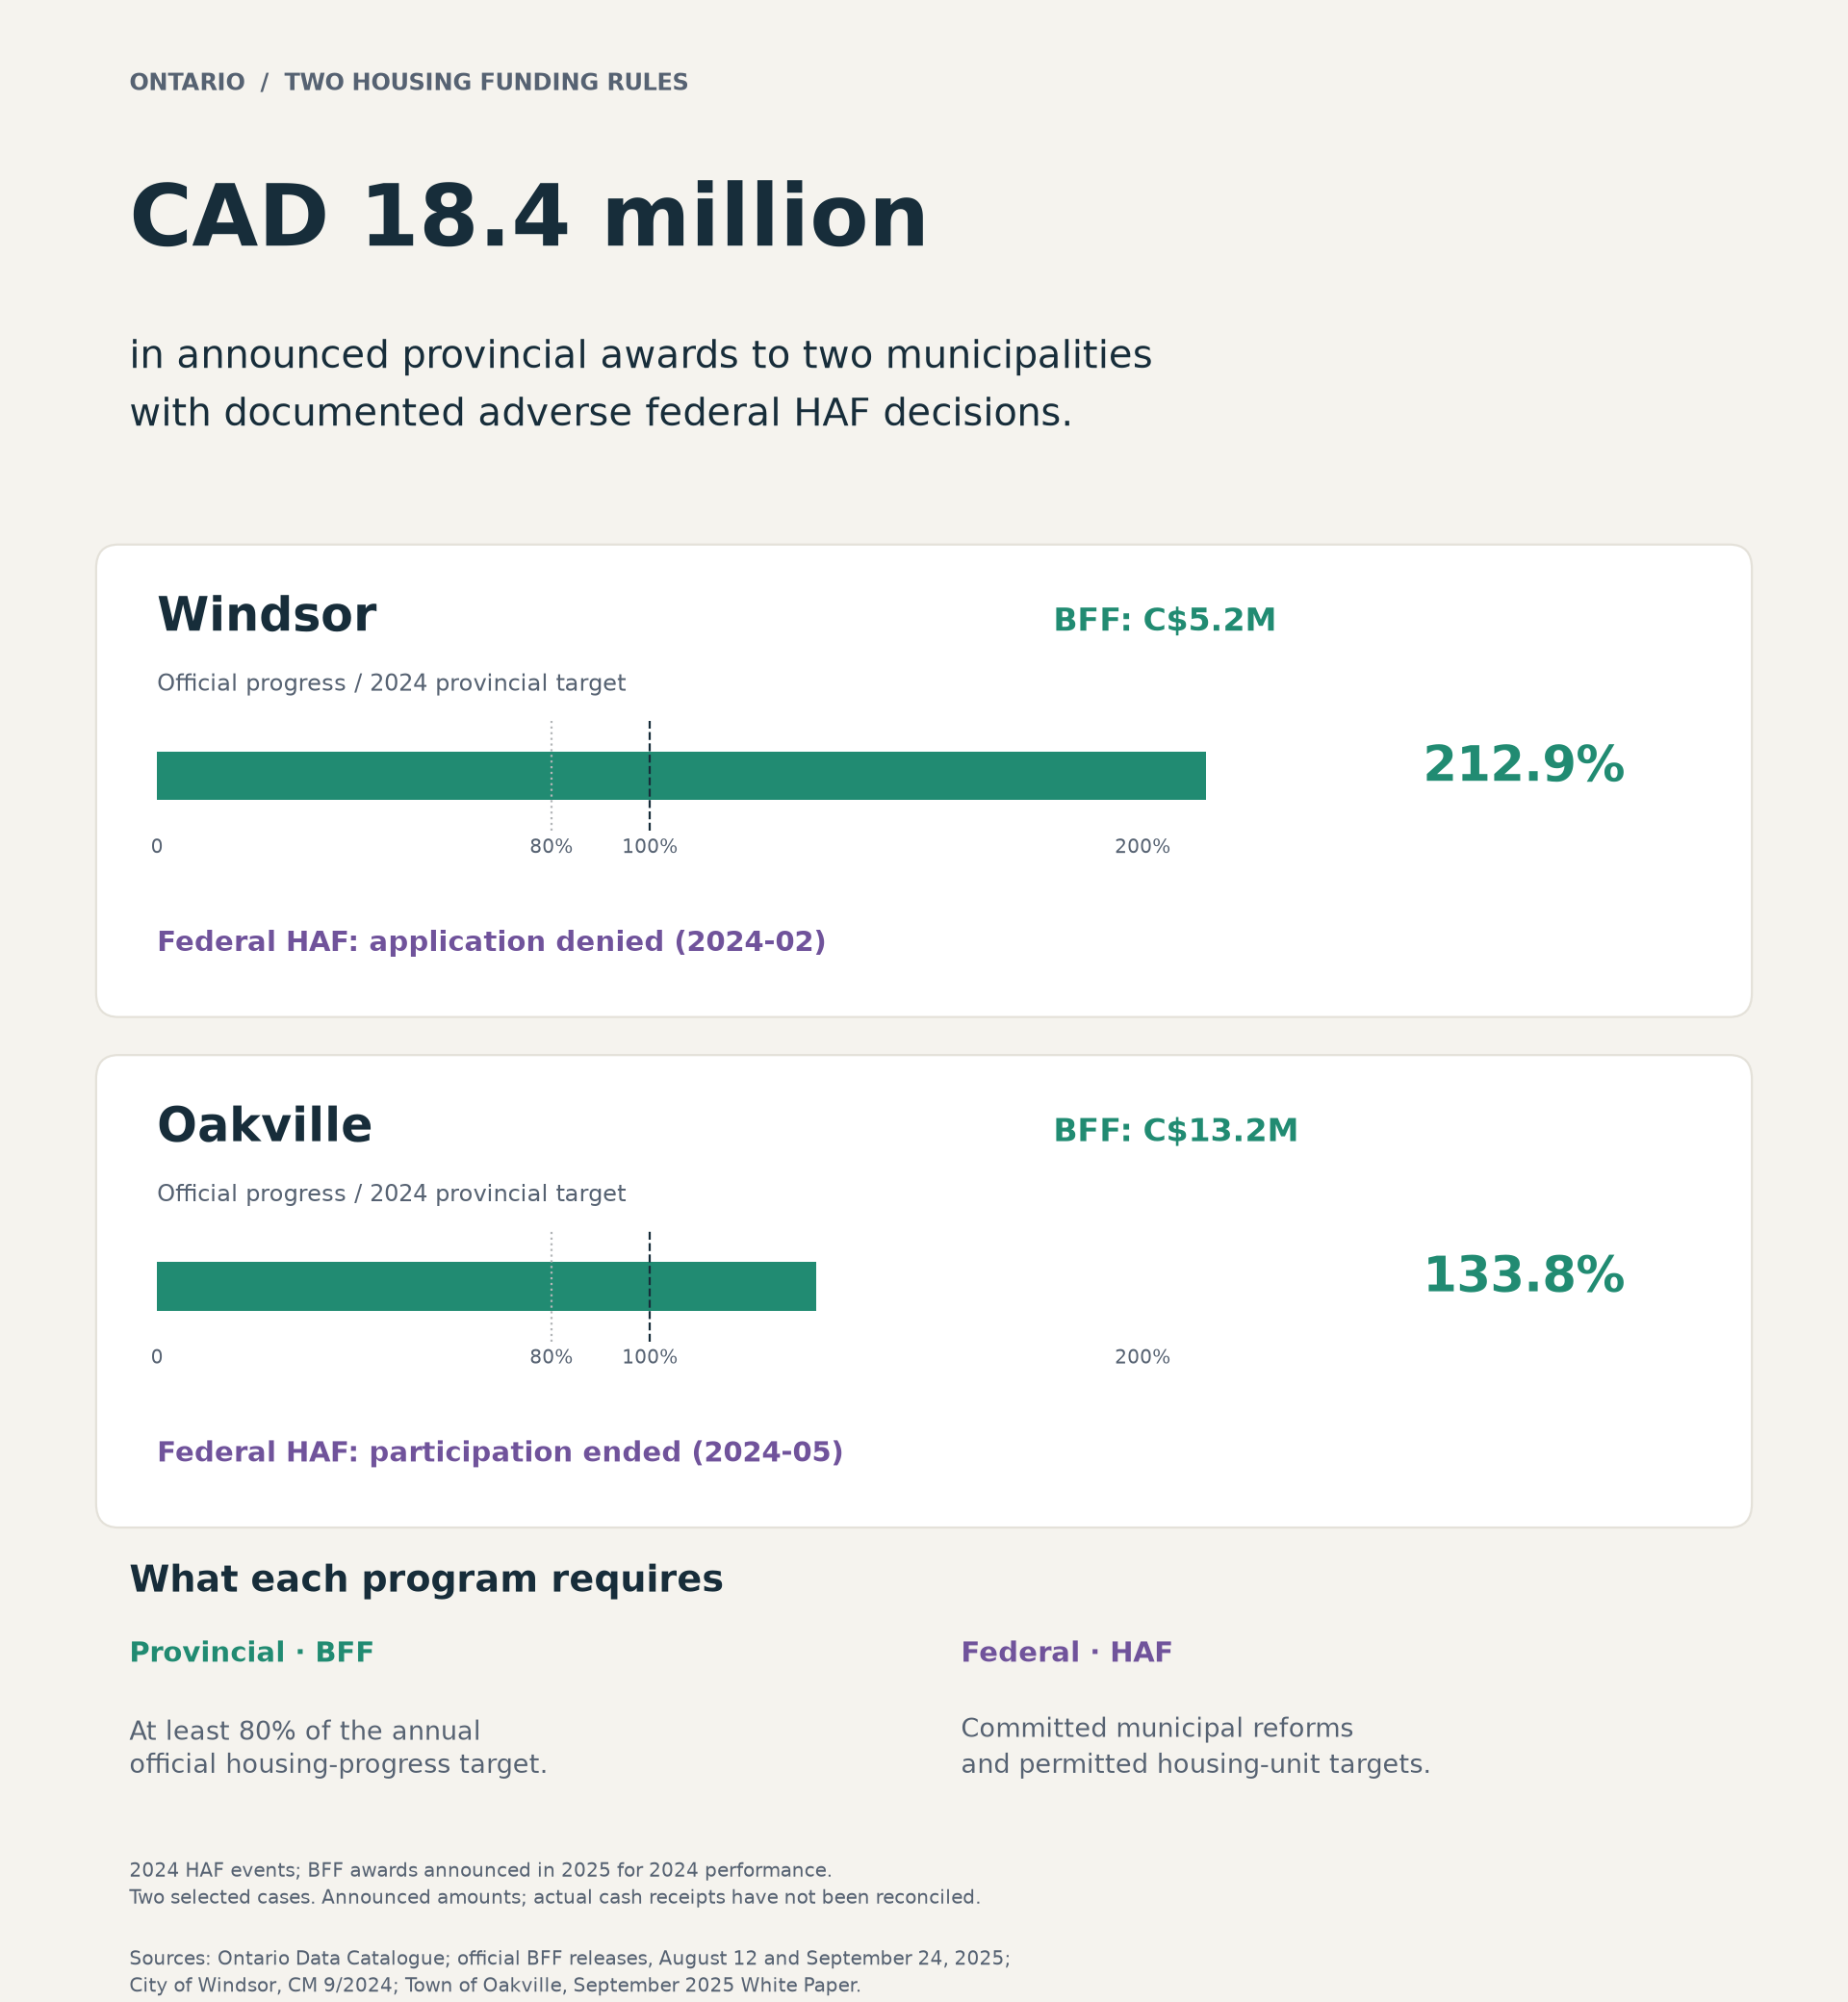 ONTARIO / TWO HOUSING FUNDING RULES
CAD 18.4 million
in announced provincial awards to two municipalities
with documented adverse federal HAF decisions.
Windsor
BFF: C$5.2M
Official progress / 2024 provincial target
212.9%
0 80% 100% 200%
Federal HAF: application denied (2024-02)
Oakville
BFF: C$13.2M
Official progress / 2024 provincial target
133.8%
0 80% 100% 200%
Federal HAF: participation ended (2024-05)
What each program requires
Provincial · BFF
At least 80% of the annual
official housing-progress target.
Federal · HAF
Committed municipal reforms
and permitted housing-unit targets.
2024 HAF events; BFF awards announced in 2025 for 2024 performance.
Two selected cases. Announced amounts; actual cash receipts have not been reconciled.
Sources: Ontario Data Catalogue; official BFF releases, August 12 and September 24, 2025;
City of Windsor, CM 9/2024; Town of Oakville, September 2025 White Paper.